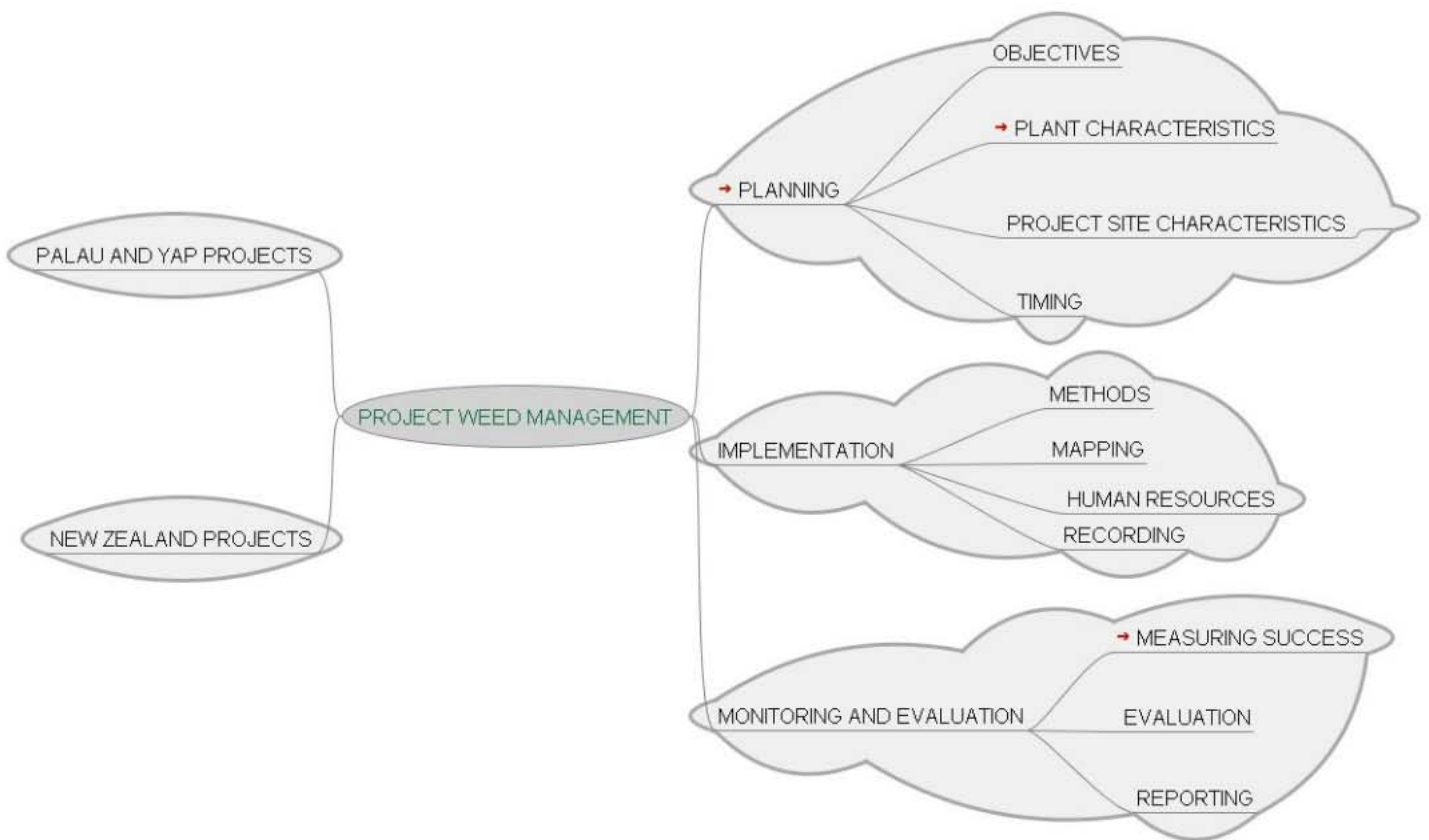 PROJECT WEED MANAGEMENT
PALAU AND YAP PROJECTS
NEW ZEALAND PROJECTS
→ PLANNING
OBJECTIVES
→ PLANT CHARACTERISTICS
PROJECT SITE CHARACTERISTICS
TIMING
IMPLEMENTATION
METHODS
MAPPING
HUMAN RESOURCES
RECORDING
MONITORING AND EVALUATION
→ MEASURING SUCCESS
EVALUATION
REPORTING